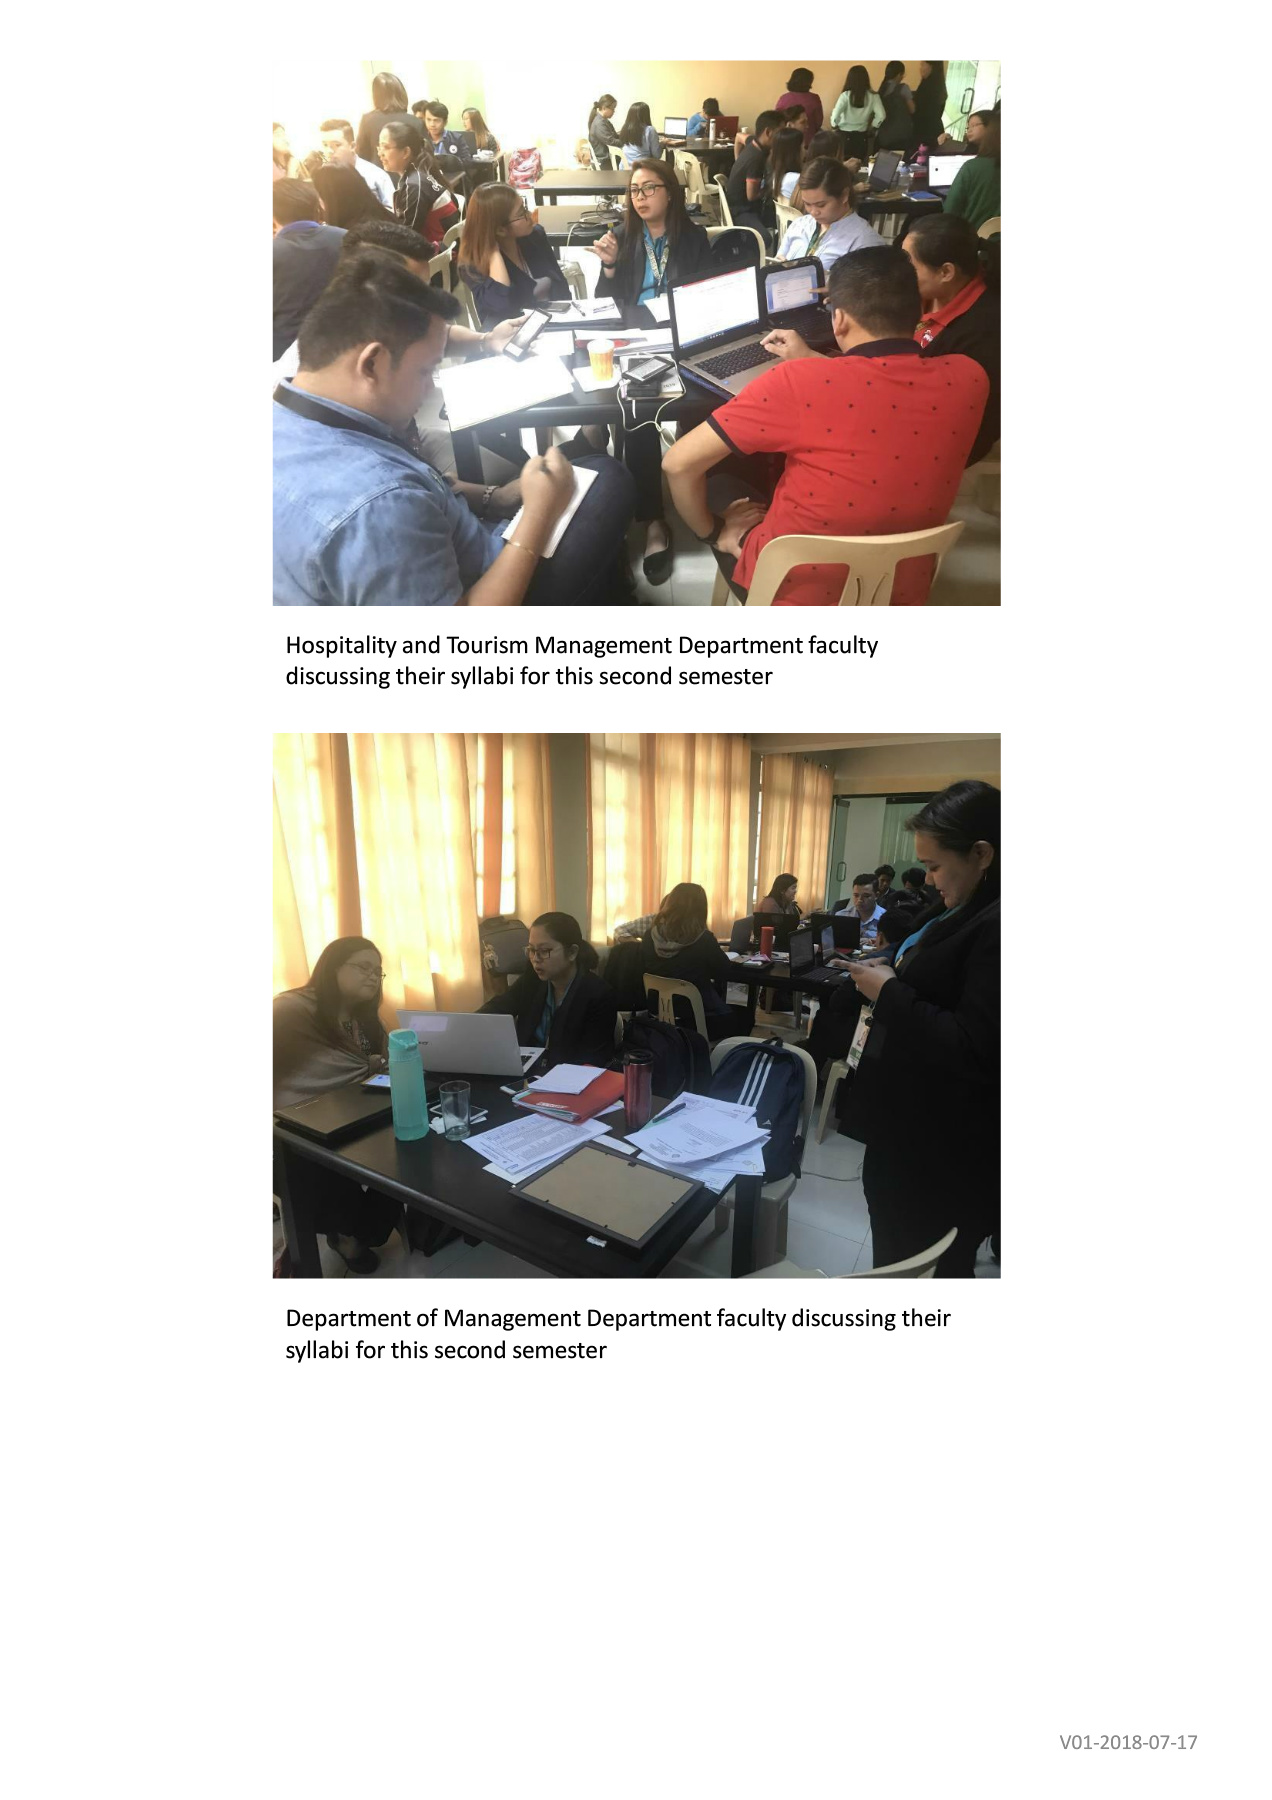 Hospitality and Tourism Management Department faculty
discussing their syllabi for this second semester
Department of Management Department faculty discussing their
syllabi for this second semester
V01-2018-07-17